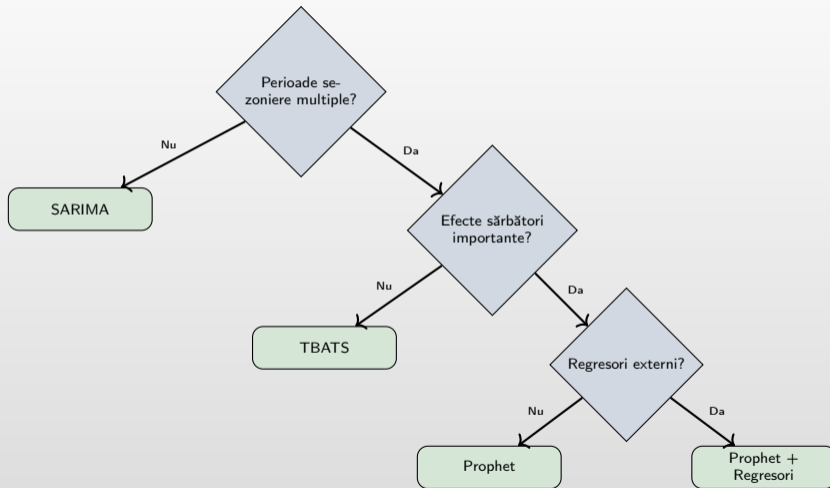 Perioade se-
zoniere multiple?
Nu
Da
SARIMA
Efecte sărbători
importante?
Nu
Da
TBATS
Regresori externi?
Nu
Da
Prophet
Prophet +
Regresori